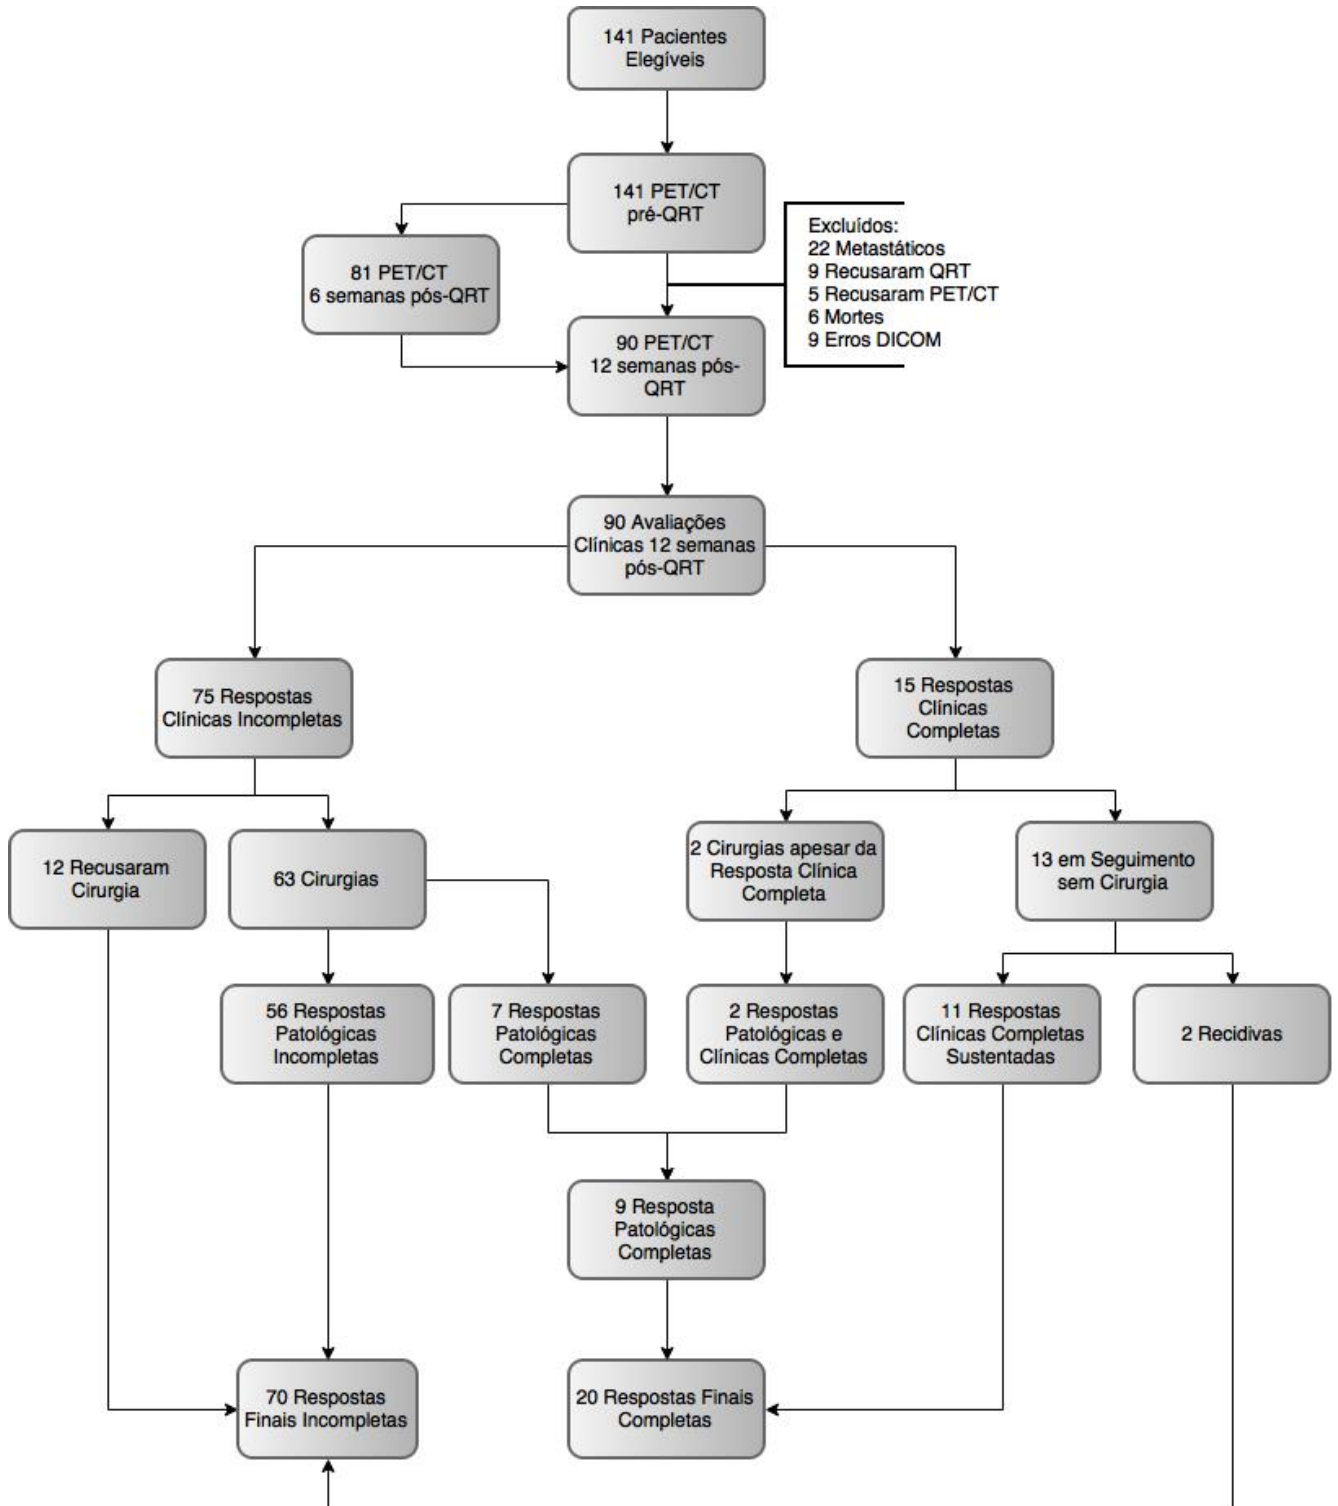 141 Pacientes
Elegíveis
141 PET/CT
pré-QRT
Excluídos:
22 Metastáticos
9 Recusaram QRT
5 Recusaram PET/CT
6 Mortes
9 Erros DICOM
81 PET/CT
6 semanas pós-QRT
90 PET/CT
12 semanas pós-
QRT
90 Avaliações
Clínicas 12 semanas
pós-QRT
75 Respostas
Clínicas Incompletas
15 Respostas
Clínicas
Completas
12 Recusaram
Cirurgia
63 Cirurgias
2 Cirurgias apesar da
Resposta Clínica
Completa
13 em Seguimento
sem Cirurgia
56 Respostas
Patológicas
Incompletas
7 Respostas
Patológicas
Completas
2 Respostas
Patológicas e
Clínicas Completas
11 Respostas
Clínicas Completas
Sustentadas
2 Recidivas
9 Resposta
Patológicas
Completas
70 Respostas
Finais Incompletas
20 Respostas Finais
Completas